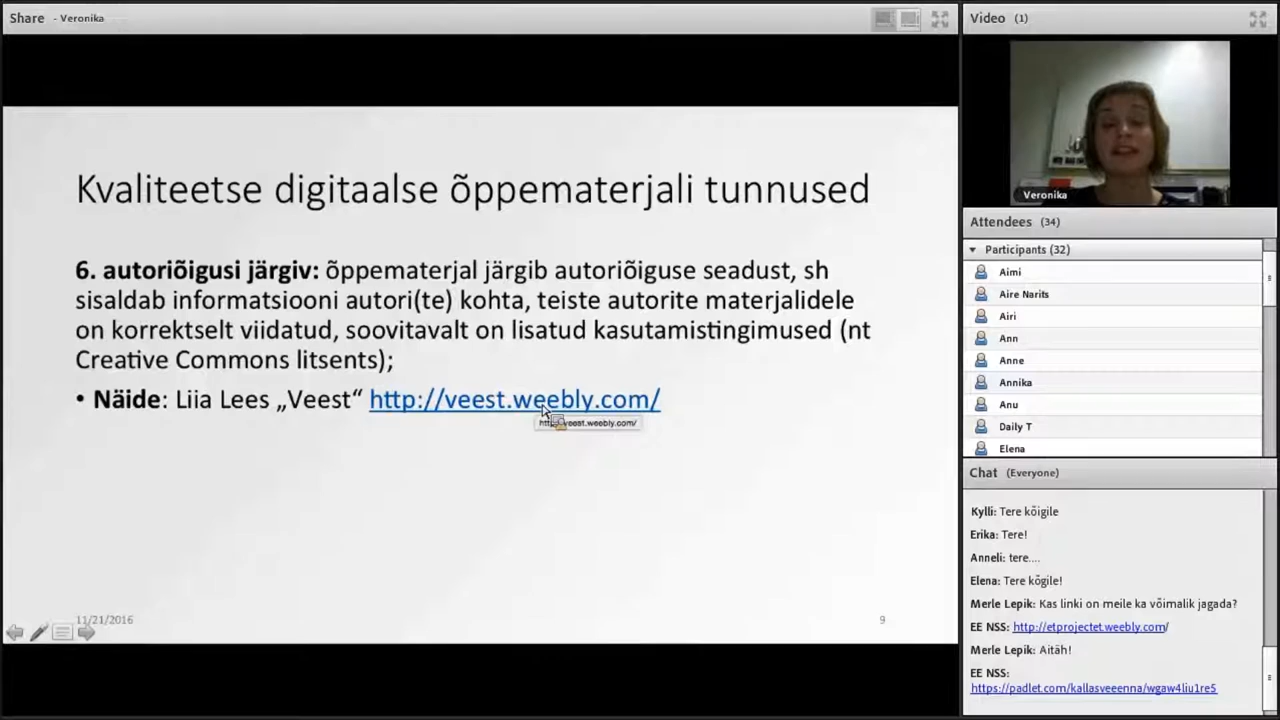 Share - Veronika
Kvaliteetse digitaalse õppematerjali tunnused
6. autoriõigusi järgiv: õppematerjal järgib autoriõiguse seadust, sh
sisaldab informatsiooni autori(te) kohta, teiste autorite materjalidele
on korrektselt viidatud, soovitavalt on lisatud kasutamistingimused (nt
Creative Commons litsents);
• Näide: Liia Lees „Veest“ http://veest.weebly.com/
11/21/2016
9
Video (1)
Veronika
Attendees (34)
Participants (32)
Aimi
Aire Narits
Airi
Ann
Anne
Annika
Anu
Daily T
Elena
Chat (Everyone)
Kylli: Tere kõigile
Erika: Tere!
Anneli: tere....
Elena: Tere kõgile!
Merle Lepik: Kas linki on meile ka võimalik jagada?
EE NSS: http://etprojectet.weebly.com/
Merle Lepik: Aitäh!
EE NSS:
https://padlet.com/kallasveeenna/wgaw4liu1re5